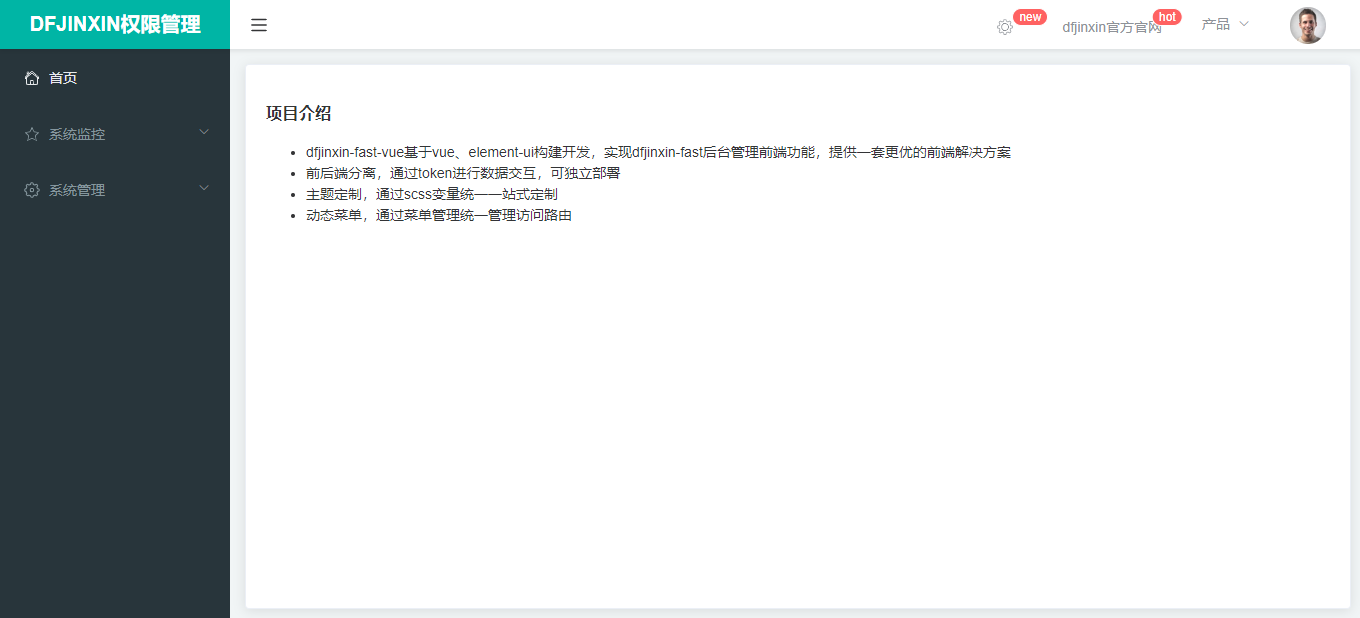 DFJINXIN权限管理
new
dfjinxin官方官网
hot
产品
首页
系统监控
系统管理
项目介绍
dfjinxin-fast-vue基于vue、element-ui构建开发，实现dfjinxin-fast后台管理前端功能，提供一套更优的前端解决方案
前后端分离，通过token进行数据交互，可独立部署
主题定制，通过scss变量统一一站式定制
动态菜单，通过菜单管理统一管理访问路由